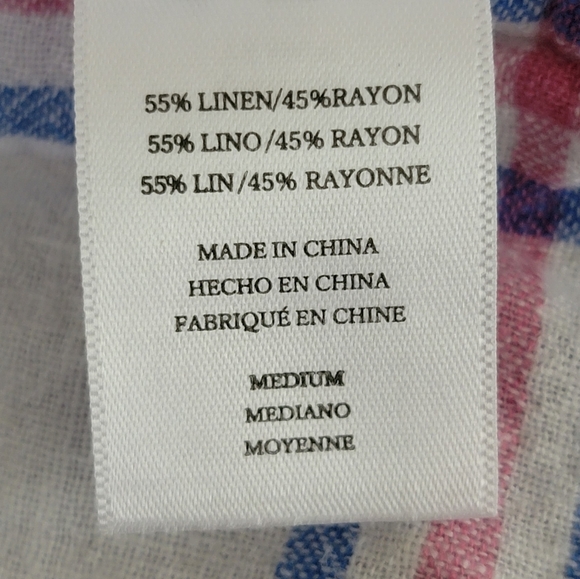 55% LINEN/45%RAYON
55% LINO/45% RAYON
55% LIN/45% RAYONNE
MADE IN CHINA
HECHO EN CHINA
FABRIQUÉ EN CHINE
MEDIUM
MEDIANO
MOYENNE